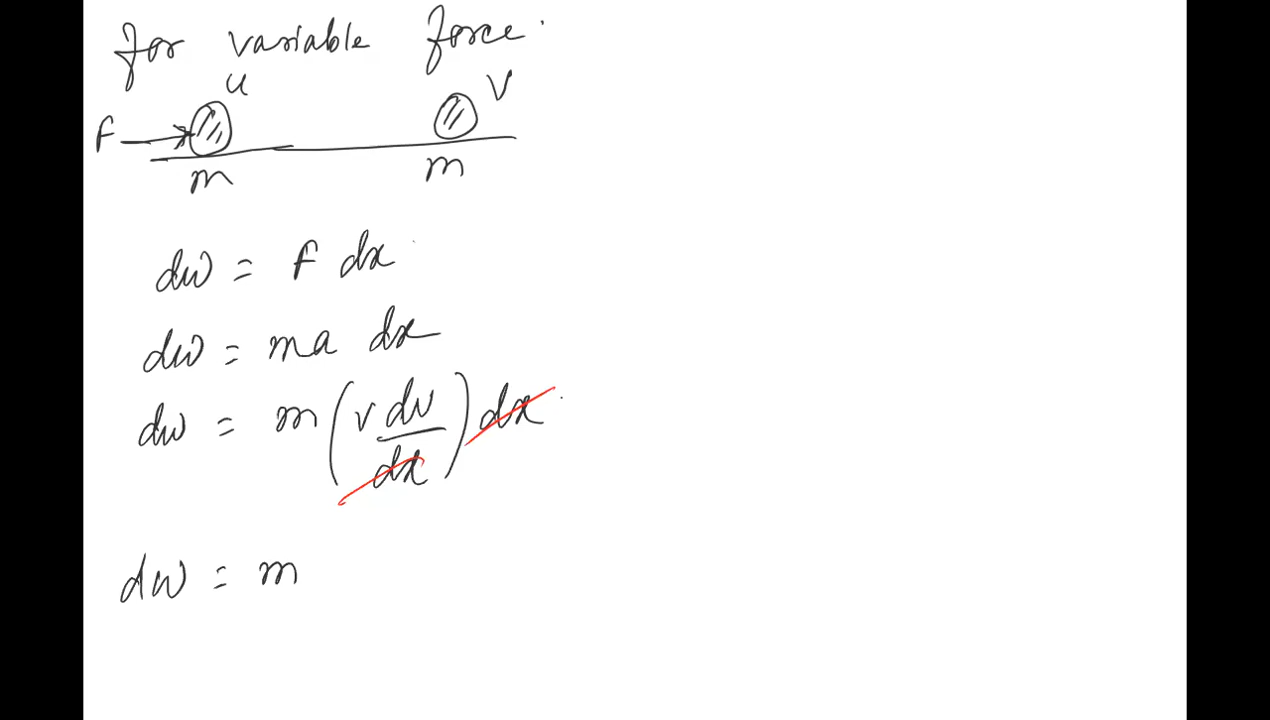 for variable force.
u V
F
m m
dw = F dx
dw = ma dx
dw = m (v dv/dx) dx
dw = m